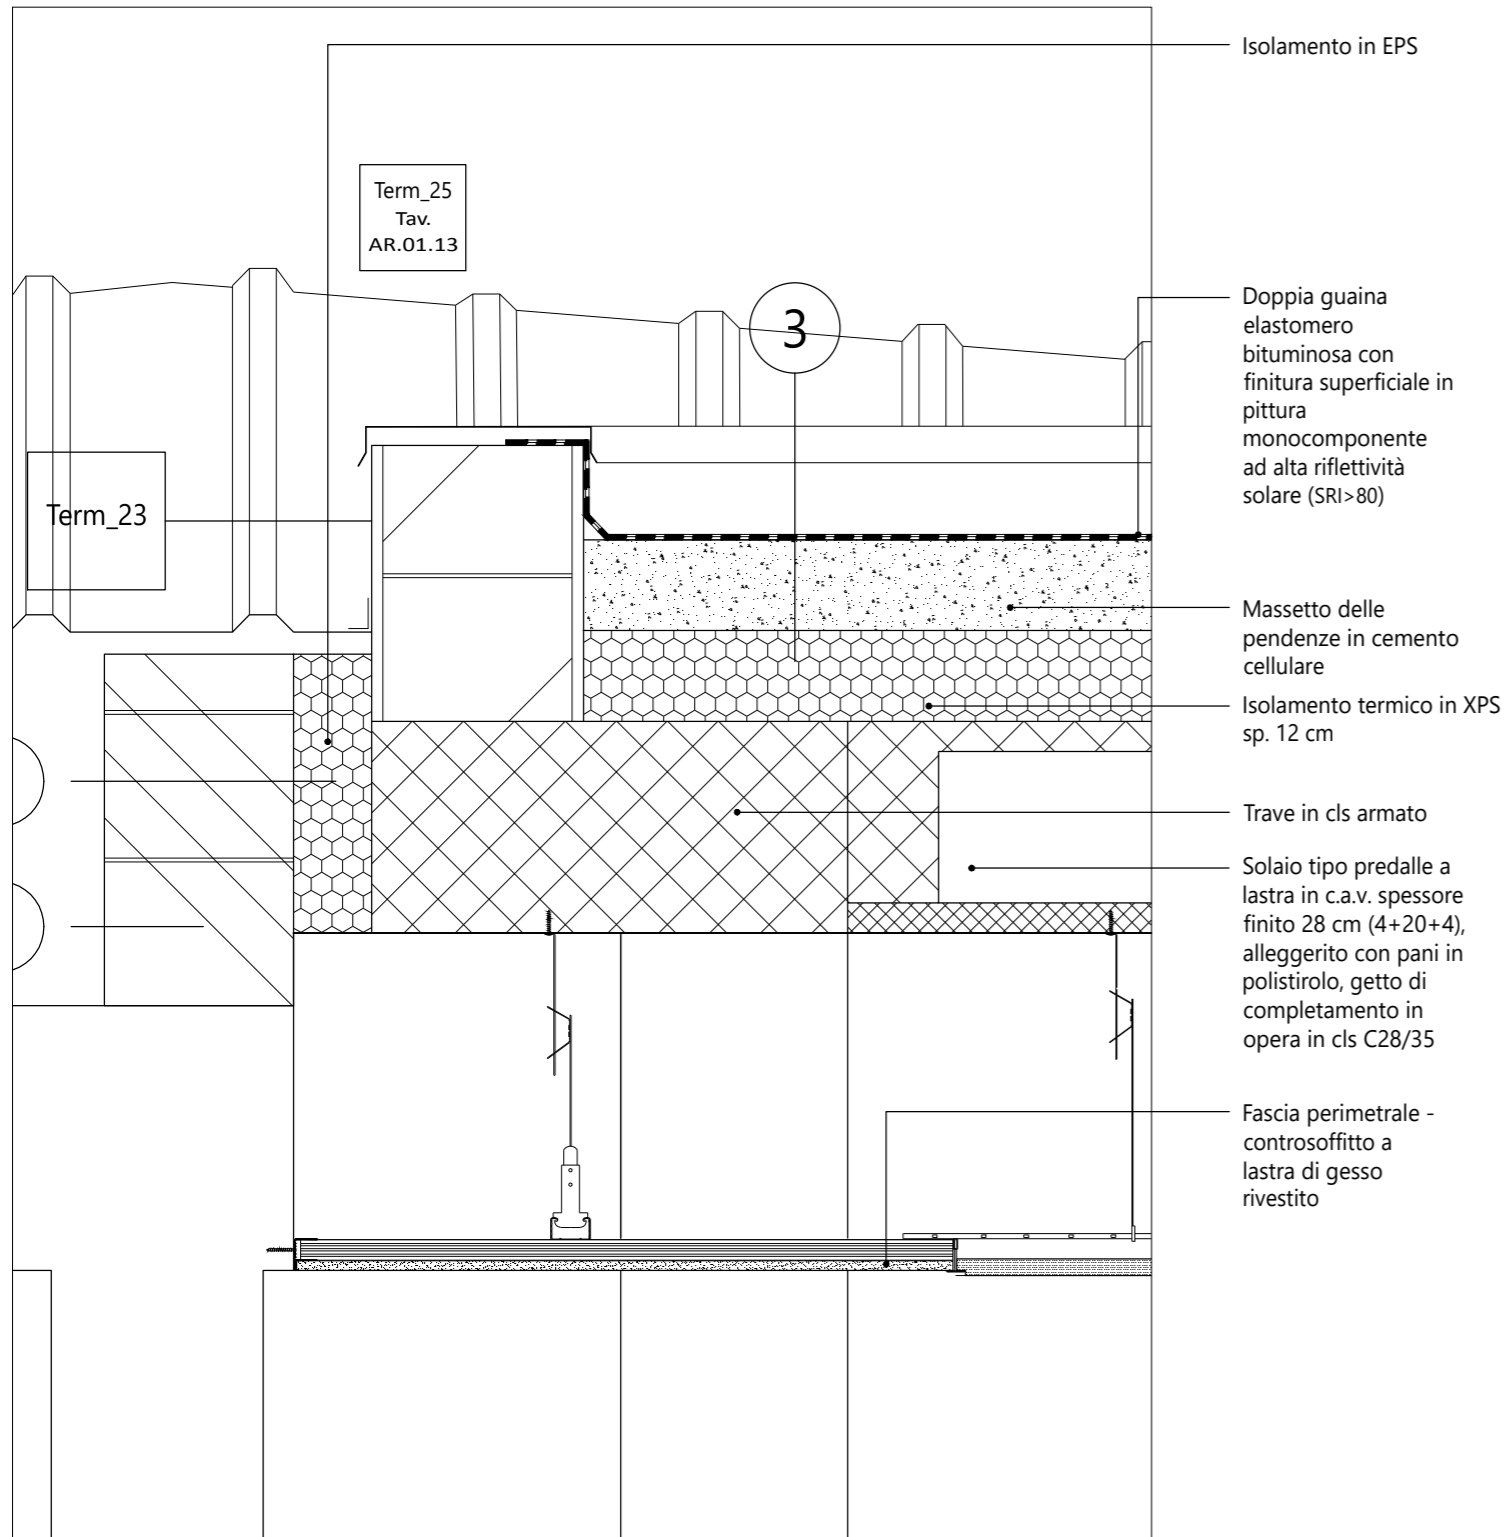 Isolamento in EPS
Term_25
Tav.
AR.01.13
3
Doppia guaina
elastomero
bituminosa con
finitura superficiale in
pittura
monocomponente
ad alta riflettività
solare (SRI>80)
Term_23
Massetto delle
pendenze in cemento
cellulare
Isolamento termico in XPS
sp. 12 cm
Trave in cls armato
Solaio tipo predalle a
lastra in c.a.v. spessore
finito 28 cm (4+20+4),
alleggerito con pani in
polistirolo, getto di
completamento in
opera in cls C28/35
Fascia perimetrale -
controsoffitto a
lastra di gesso
rivestito